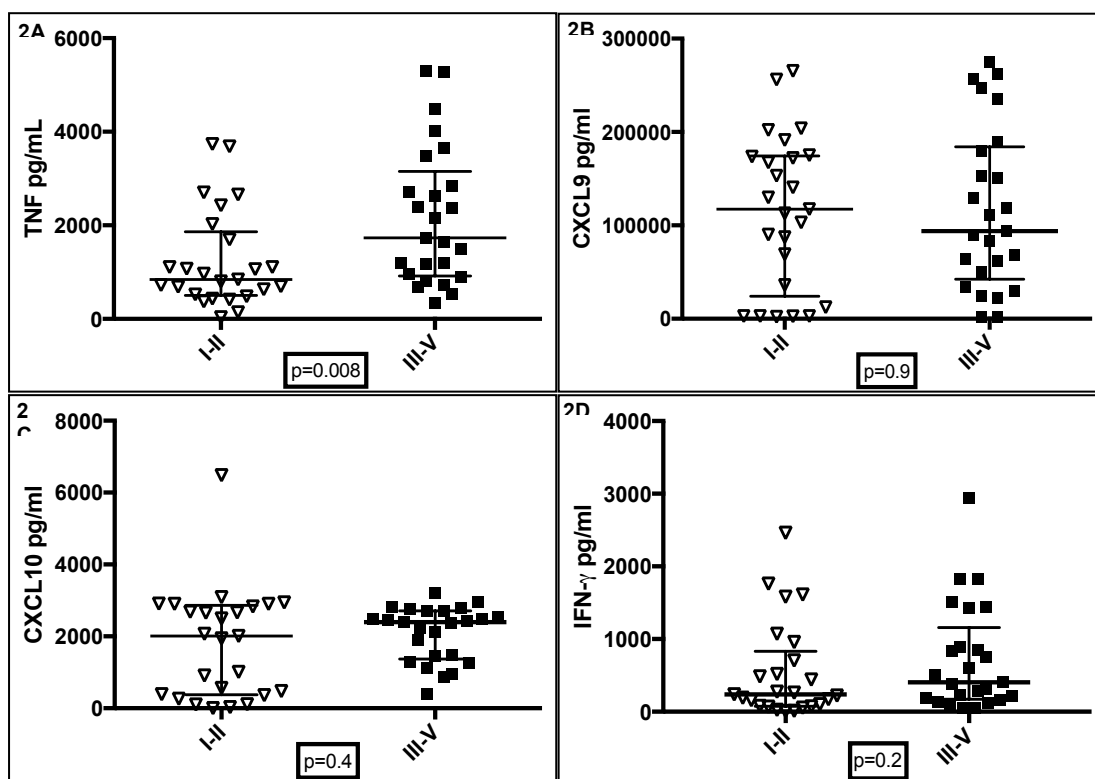 2A
TNF pg/mL
6000
4000
2000
0
I-II
III-V
p=0.008
2B
CXCL9 pg/ml
300000
200000
100000
0
I-II
III-V
p=0.9
2
CXCL10 pg/ml
8000
6000
4000
2000
0
I-II
III-V
p=0.4
2D
IFN-γ pg/ml
4000
3000
2000
1000
0
I-II
III-V
p=0.2